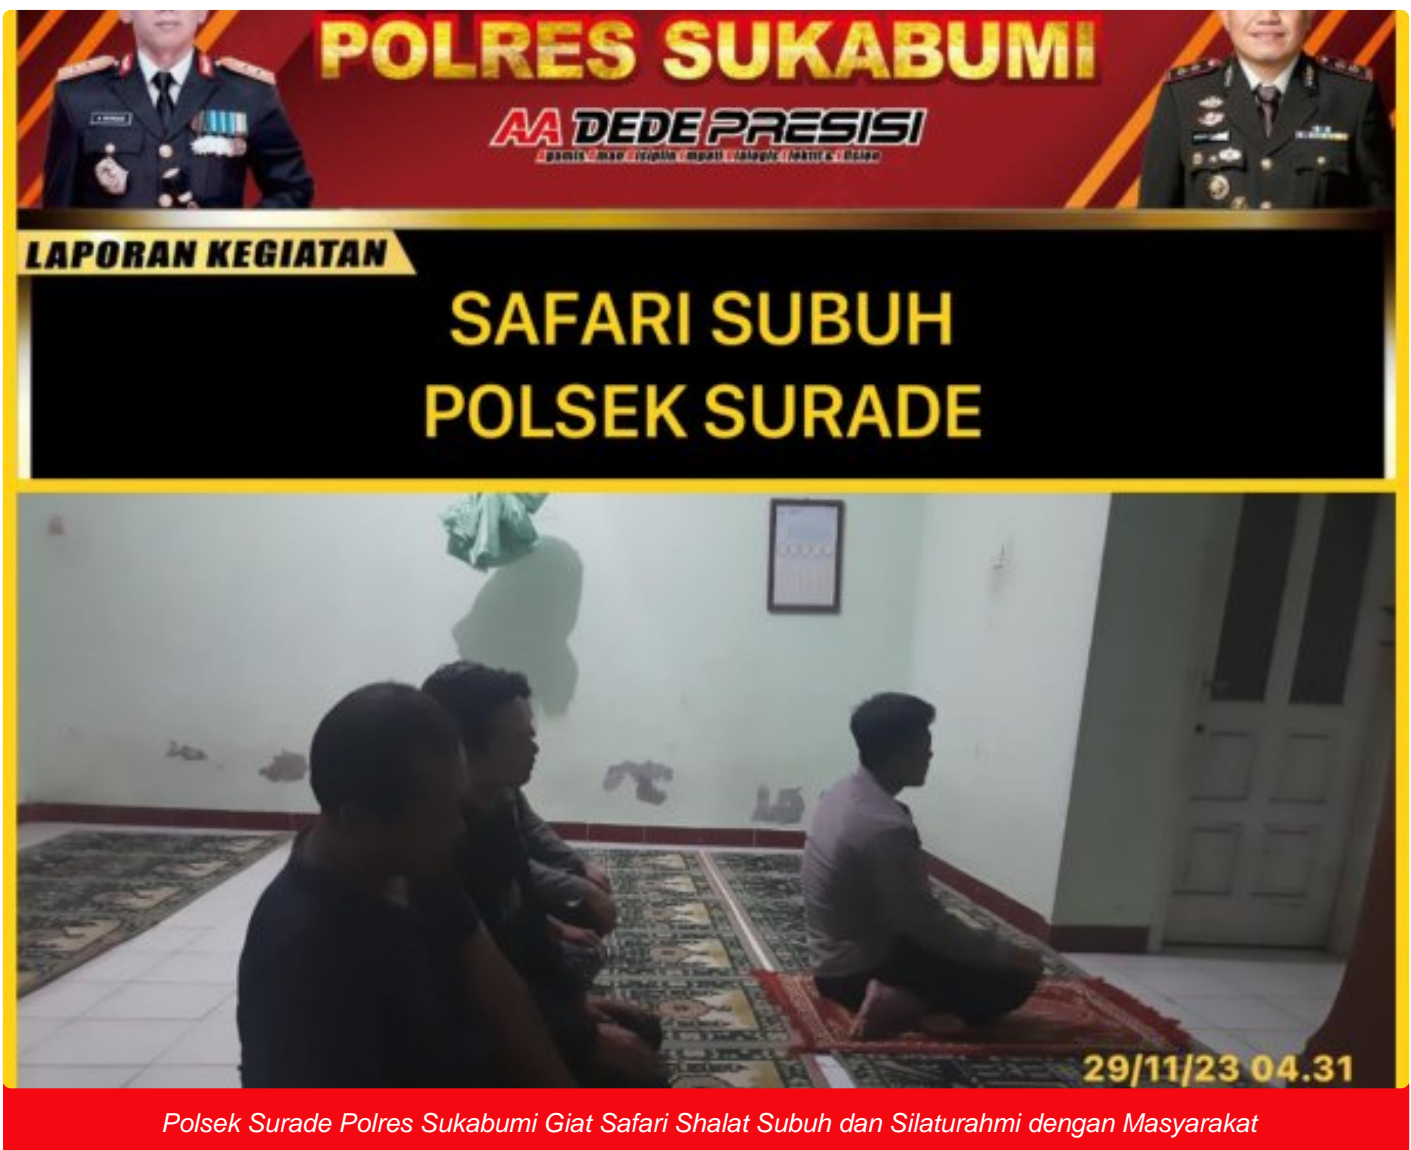 POLRES SUKABUMI
AA DEDE PRESISI
LAPORAN KEGIATAN
SAFARI SUBUH
POLSEK SURADE
29/11/23 04.31
Polsek Surade Polres Sukabumi Giat Safari Shalat Subuh dan Silaturahmi dengan Masyarakat